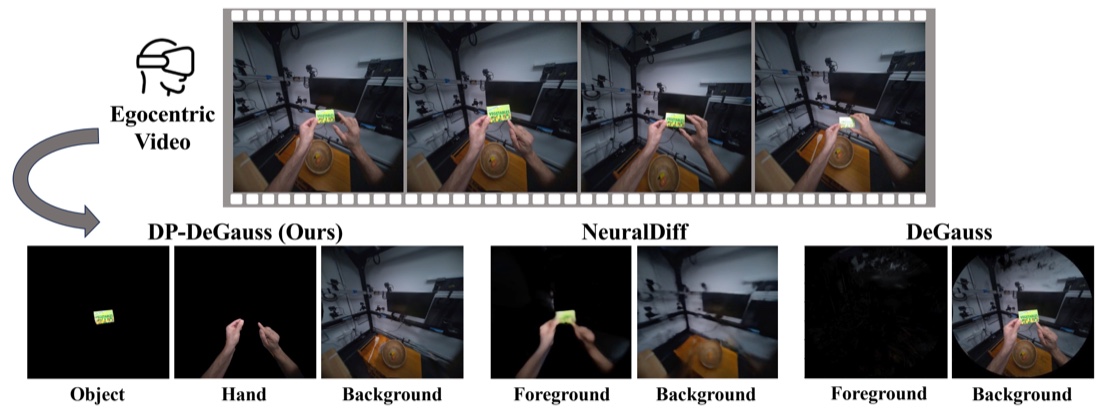 Egocentric
Video
DP-DeGauss (Ours)
NeuralDiff
DeGauss
Object
Hand
Background
Foreground
Background
Foreground
Background